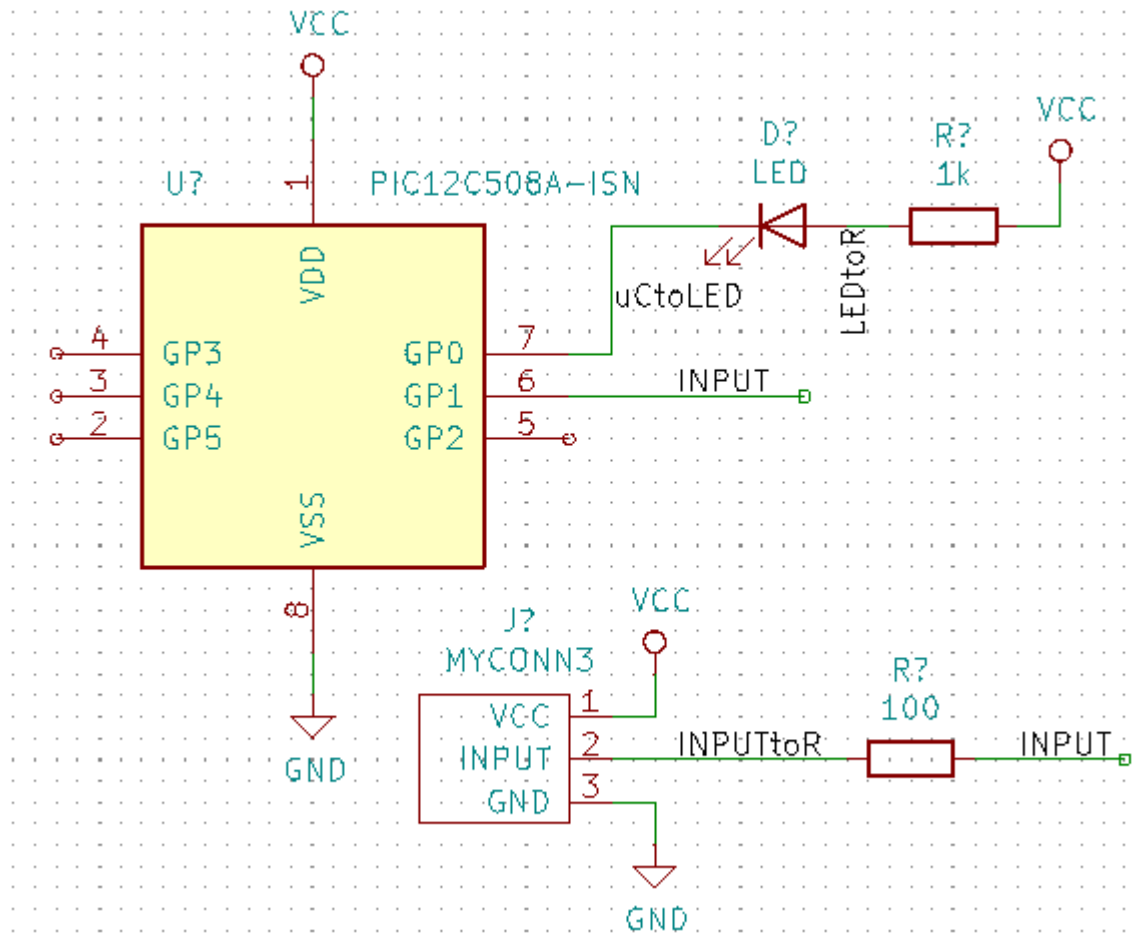 VCC
VCC
D?
R?
LED
1k
U?
1
PIC12C508A-ISN
VDD
LEDtoR
uCtoLED
4
GP3
GP0
7
3
GP4
GP1
6
INPUT
2
GP5
GP2
5
VSS
8
GND
VCC
J?
MYCONN3
R?
100
VCC
1
INPUT
2
INPUTtoR
INPUT
GND
3
GND